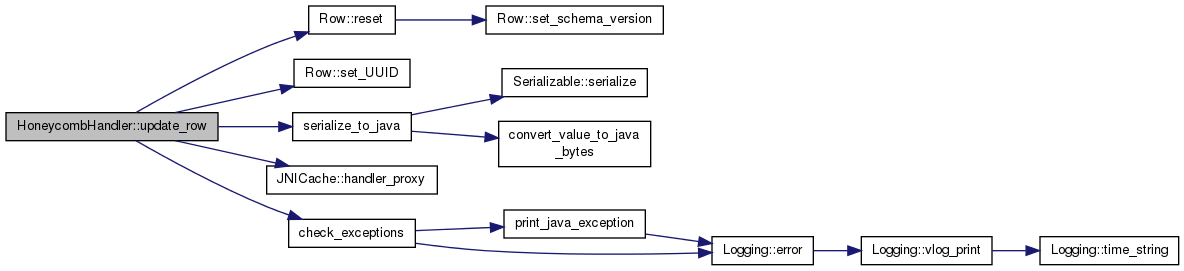 Row::reset
Row::set_schema_version
Row::set_UUID
Serializable::serialize
HoneycombHandler::update_row
serialize_to_java
convert_value_to_java
_bytes
JNICache::handler_proxy
print_java_exception
check_exceptions
Logging::error
Logging::vlog_print
Logging::time_string